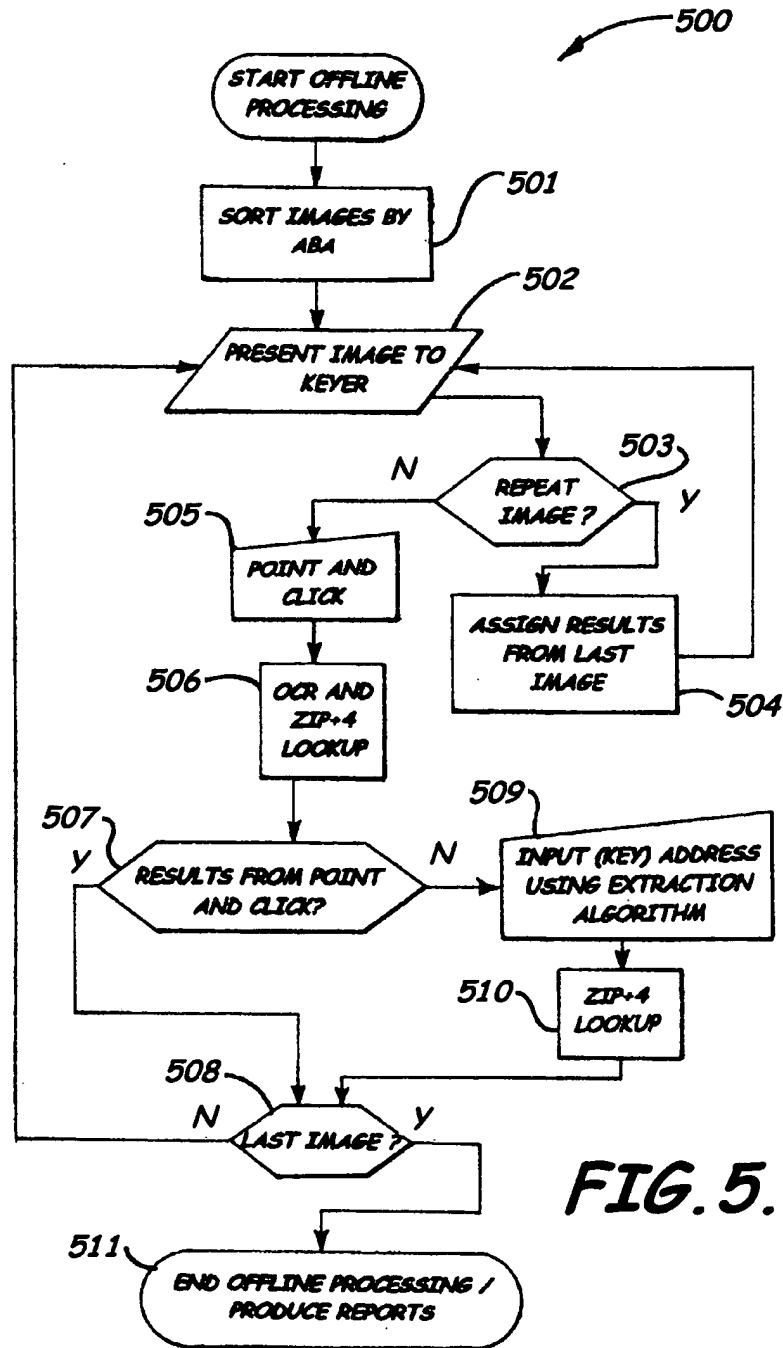 500
START OFFLINE
PROCESSING
501
SORT IMAGES BY
ABA
502
PRESENT IMAGE TO
KEYER
503
N
REPEAT
IMAGE?
Y
505
POINT AND
CLICK
ASSIGN RESULTS
FROM LAST
IMAGE
504
506
OCR AND
ZIP+4
LOOKUP
507
Y
RESULTS FROM POINT
AND CLICK?
N
509
INPUT (KEY) ADDRESS
USING EXTRACTION
ALGORITHM
510
ZIP+4
LOOKUP
508
N
LAST IMAGE?
Y
FIG. 5.
511
END OFFLINE PROCESSING /
PRODUCE REPORTS